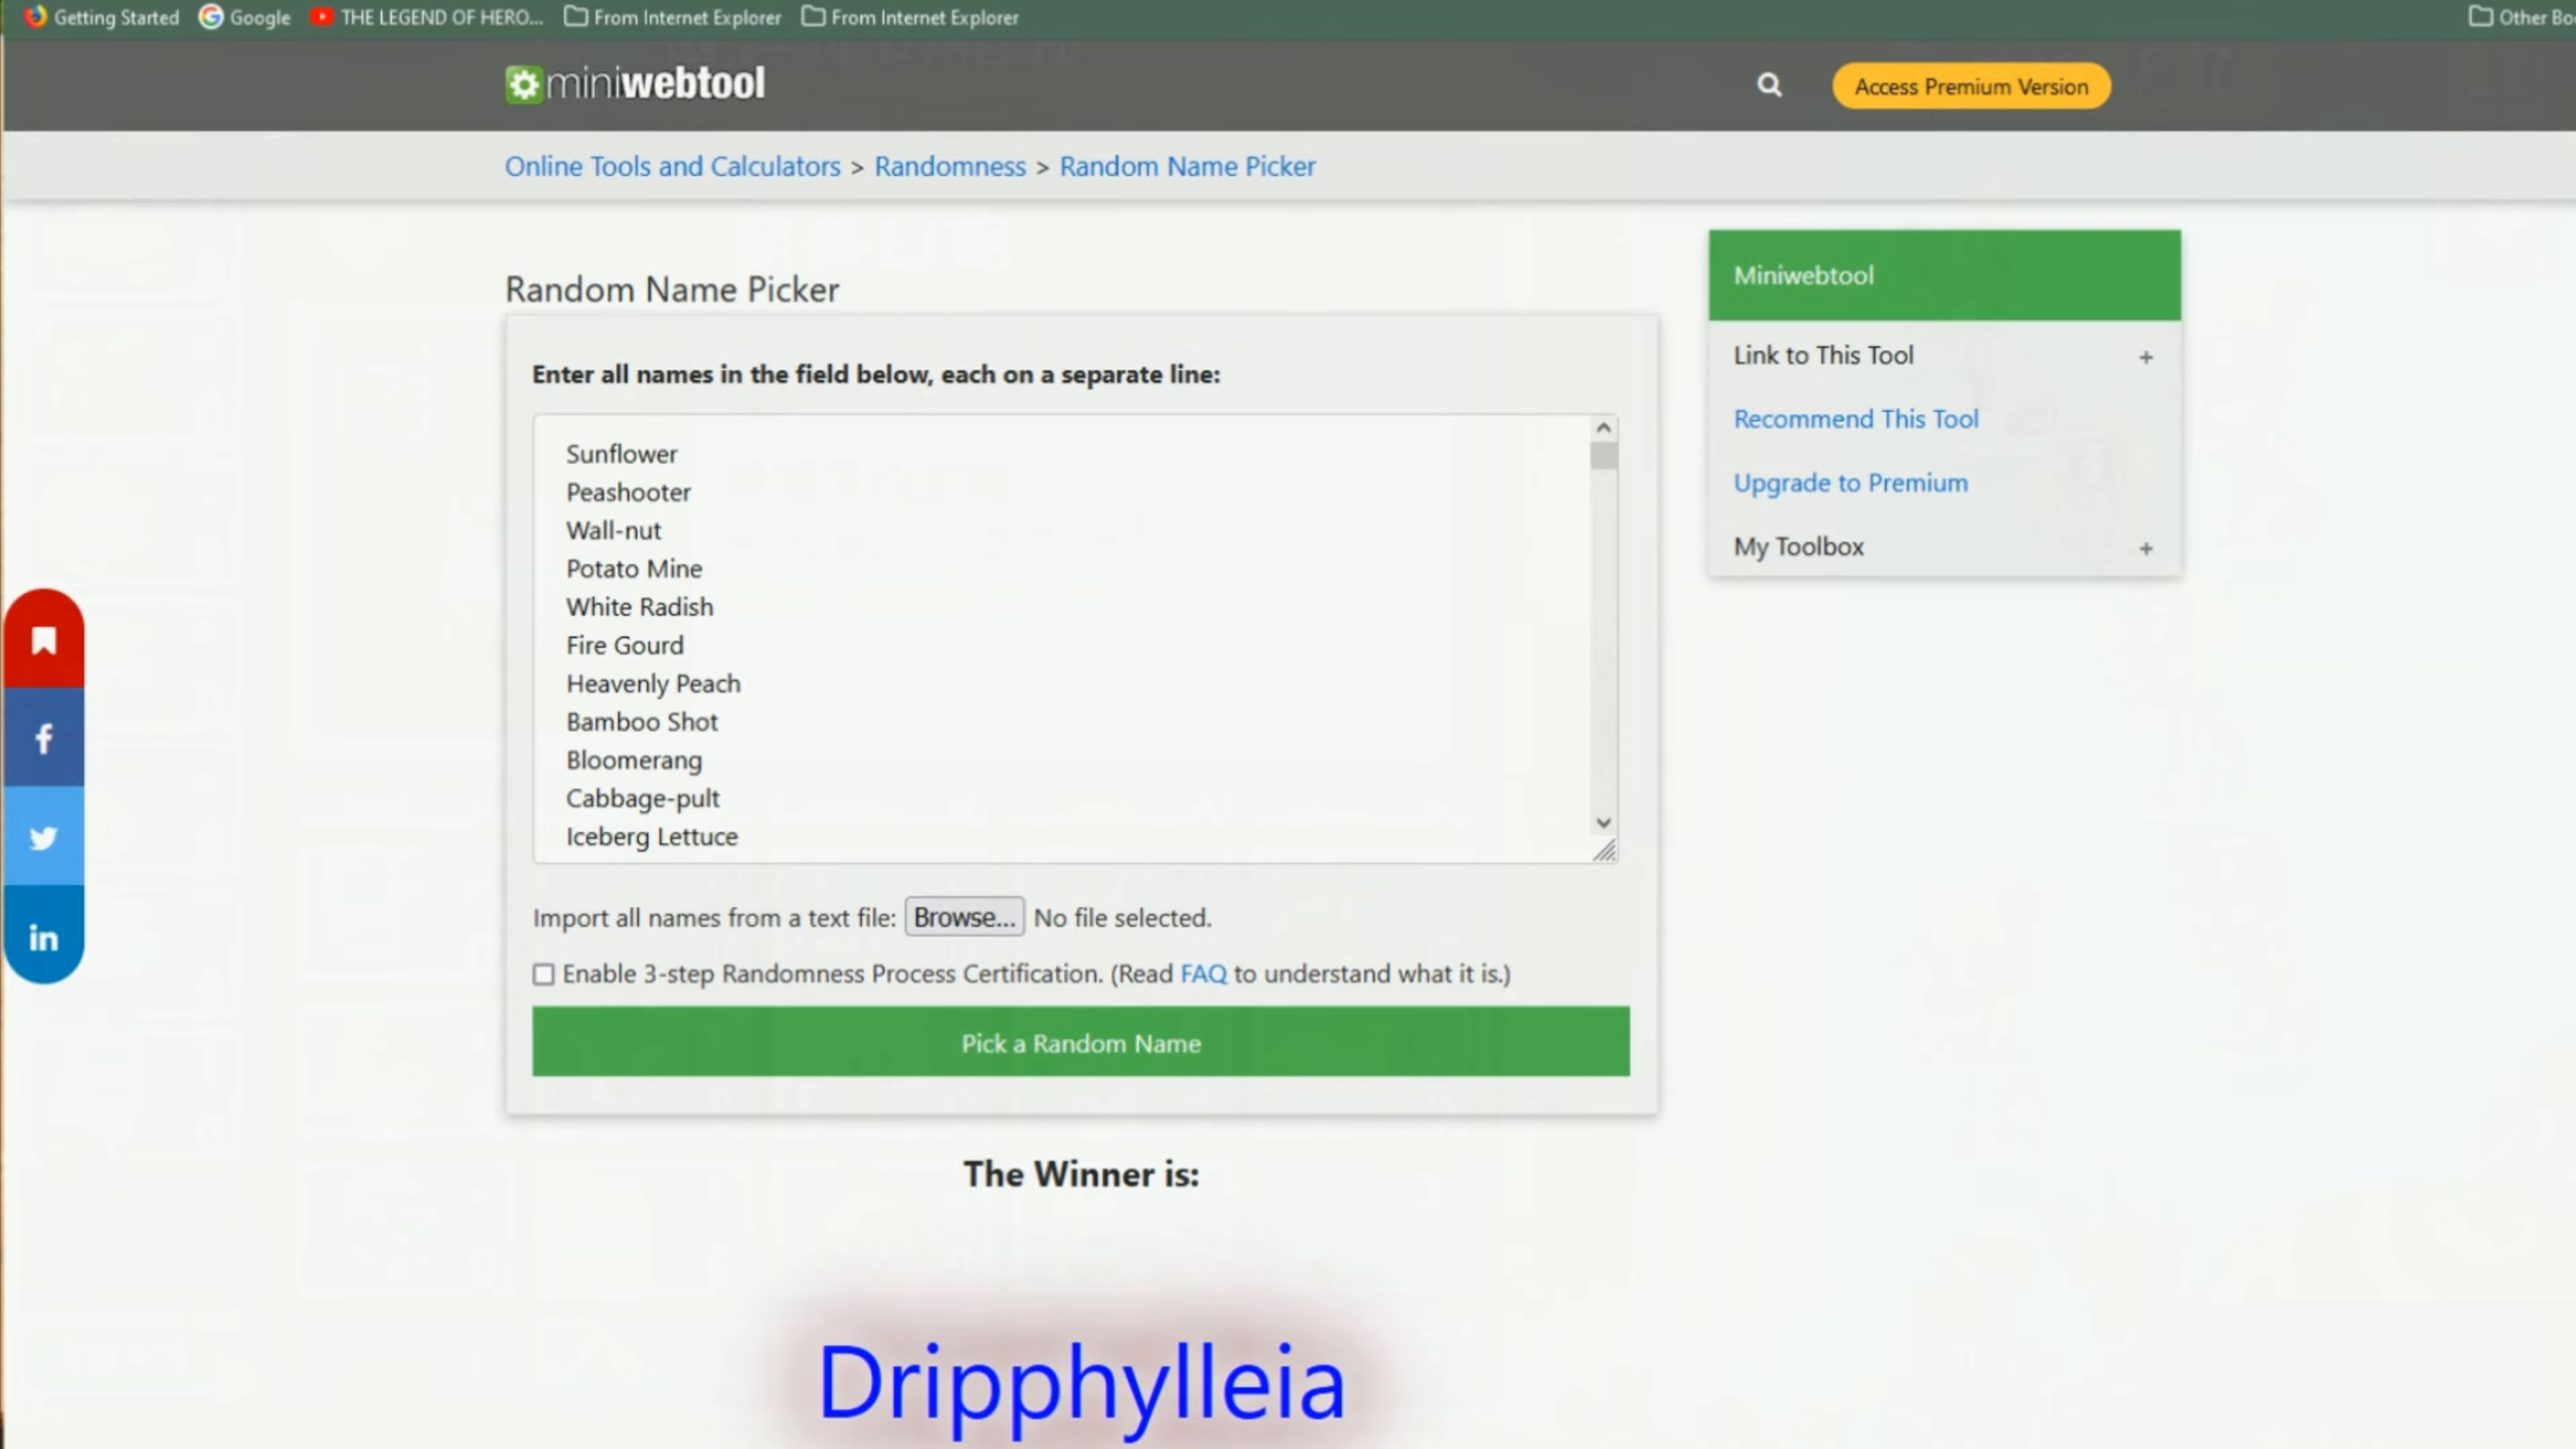 Getting Started Google THE LEGEND OF HERO... From Internet Explorer From Internet Explorer Other Bo
miniwebtool
Access Premium Version
Online Tools and Calculators > Randomness > Random Name Picker
Random Name Picker
Enter all names in the field below, each on a separate line:
Sunflower
Peashooter
Wall-nut
Potato Mine
White Radish
Fire Gourd
Heavenly Peach
Bamboo Shot
Bloomerang
Cabbage-pult
Iceberg Lettuce
Import all names from a text file: Browse... No file selected.
Enable 3-step Randomness Process Certification. (Read FAQ to understand what it is.)
Pick a Random Name
The Winner is:
Dripphylleia
Miniwebtool
Link to This Tool +
Recommend This Tool
Upgrade to Premium
My Toolbox +
f
in